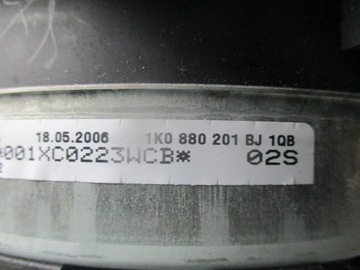 18.05.2006 1K0 880 201 BJ 1QB
001XC0223WCB* 02S